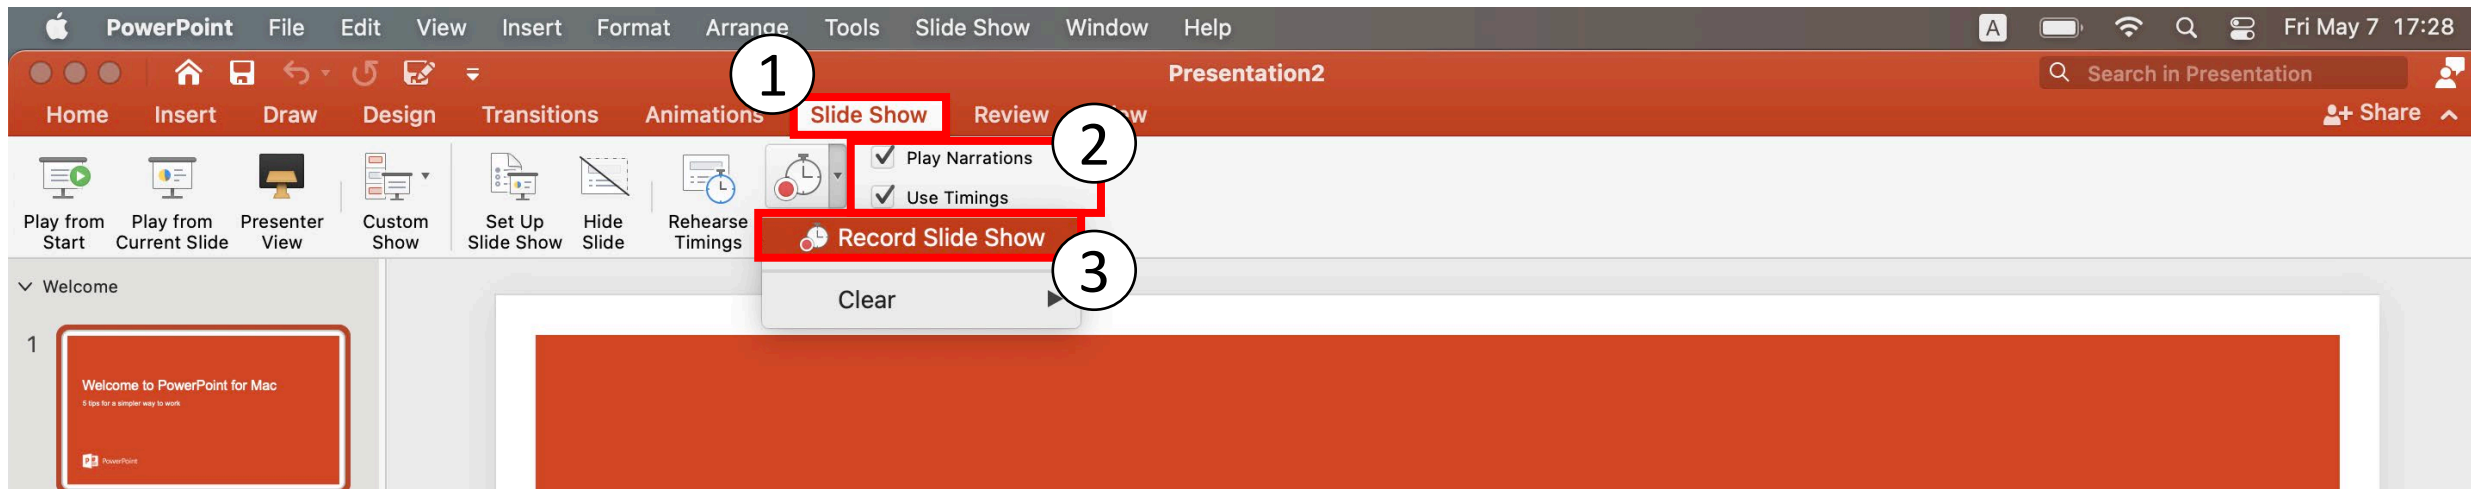 PowerPoint File Edit View Insert Format Arrange Tools Slide Show Window Help A Fri May 7 17:28
1
Presentation2
Search in Presentation
Home Insert Draw Design Transitions Animations Slide Show Review
Share
2
Play from Start
Play from Current Slide
Presenter View
Custom Show
Set Up Slide Show
Hide Slide
Rehearse Timings
Play Narrations
Use Timings
Record Slide Show
3
Clear
Welcome
1
Welcome to PowerPoint for Mac
5 tips for a simpler way to work
PowerPoint